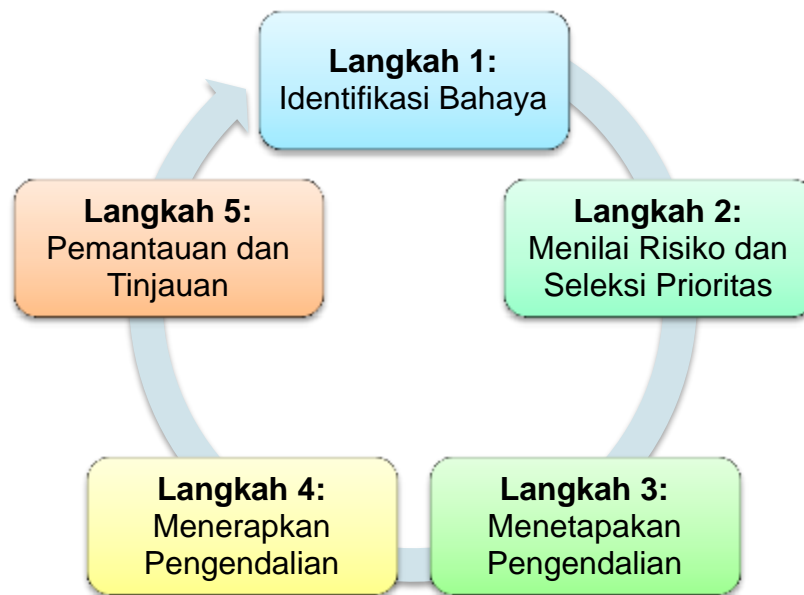 Langkah 1:
Identifikasi Bahaya
Langkah 2:
Menilai Risiko dan
Seleksi Prioritas
Langkah 3:
Menetapakan
Pengendalian
Langkah 4:
Menerapkan
Pengendalian
Langkah 5:
Pemantauan dan
Tinjauan